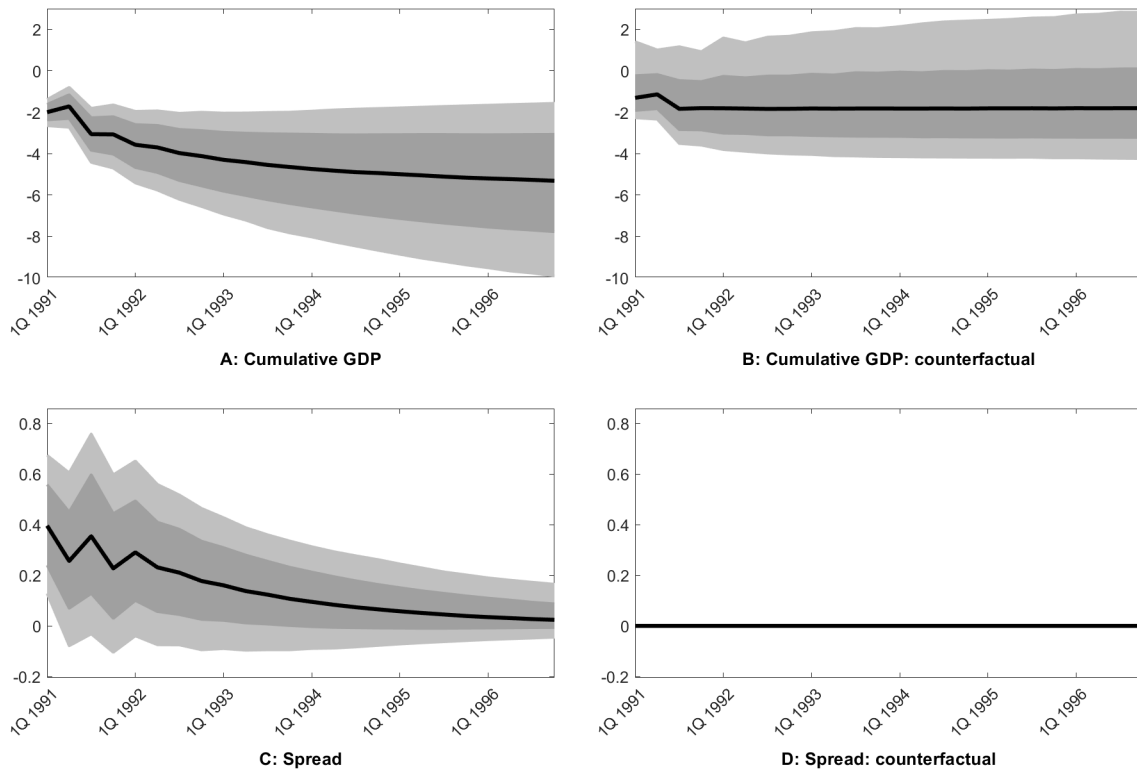 2
0
-2
-4
-6
-8
-10
1Q 1991
1Q 1992
1Q 1993
1Q 1994
1Q 1995
1Q 1996
A: Cumulative GDP
2
0
-2
-4
-6
-8
-10
1Q 1991
1Q 1992
1Q 1993
1Q 1994
1Q 1995
1Q 1996
B: Cumulative GDP: counterfactual
0.8
0.6
0.4
0.2
0
-0.2
1Q 1991
1Q 1992
1Q 1993
1Q 1994
1Q 1995
1Q 1996
C: Spread
0.8
0.6
0.4
0.2
0
-0.2
1Q 1991
1Q 1992
1Q 1993
1Q 1994
1Q 1995
1Q 1996
D: Spread: counterfactual